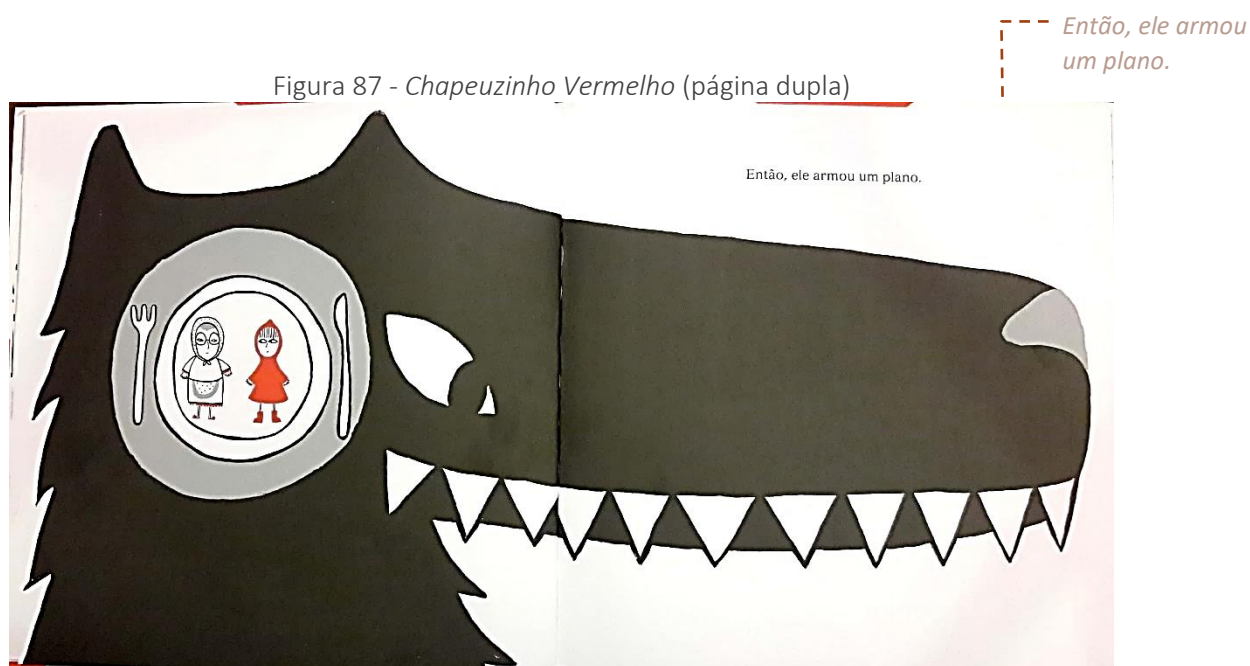 Então, ele armou
um plano.
Figura 87 - Chapeuzinho Vermelho (página dupla)
Então, ele armou um plano.